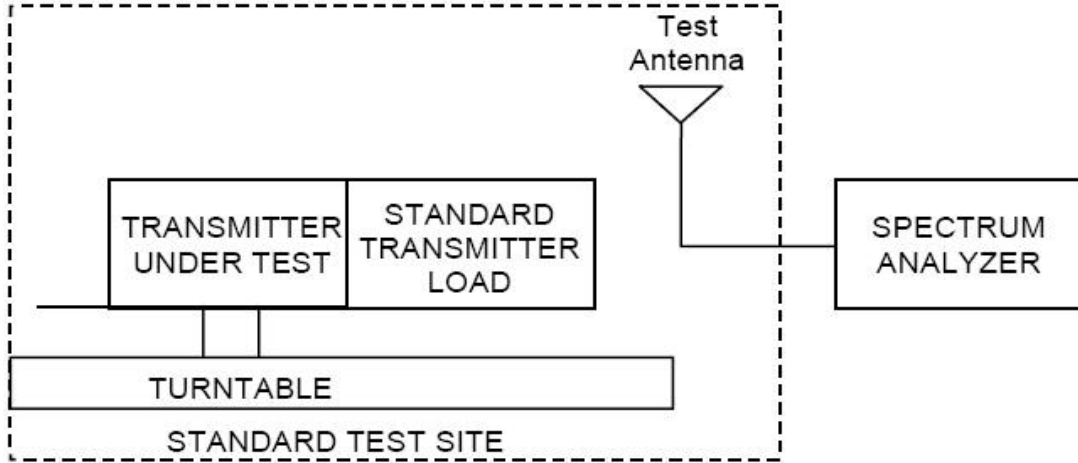 Test
Antenna
TRANSMITTER
UNDER TEST
STANDARD
TRANSMITTER
LOAD
SPECTRUM
ANALYZER
TURNTABLE
STANDARD TEST SITE